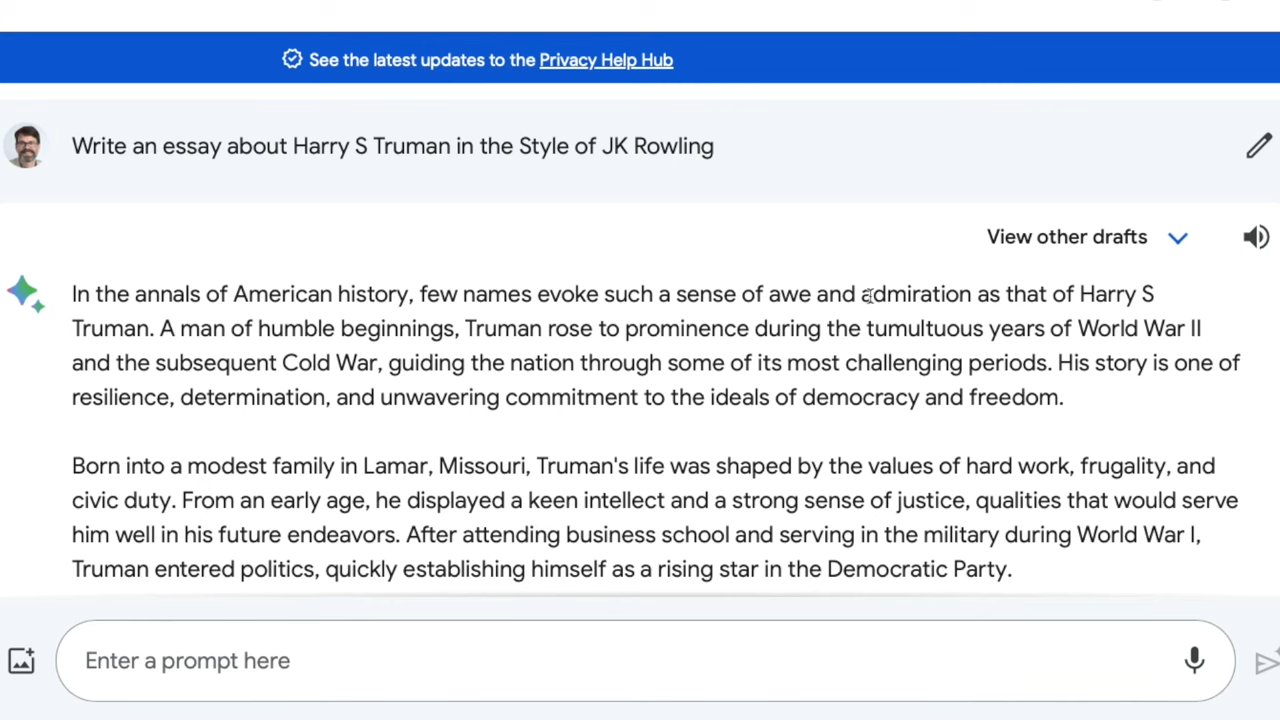 See the latest updates to the Privacy Help Hub
Write an essay about Harry S Truman in the Style of JK Rowling
View other drafts
In the annals of American history, few names evoke such a sense of awe and admiration as that of Harry S
Truman. A man of humble beginnings, Truman rose to prominence during the tumultuous years of World War II
and the subsequent Cold War, guiding the nation through some of its most challenging periods. His story is one of
resilience, determination, and unwavering commitment to the ideals of democracy and freedom.
Born into a modest family in Lamar, Missouri, Truman's life was shaped by the values of hard work, frugality, and
civic duty. From an early age, he displayed a keen intellect and a strong sense of justice, qualities that would serve
him well in his future endeavors. After attending business school and serving in the military during World War I,
Truman entered politics, quickly establishing himself as a rising star in the Democratic Party.
Enter a prompt here